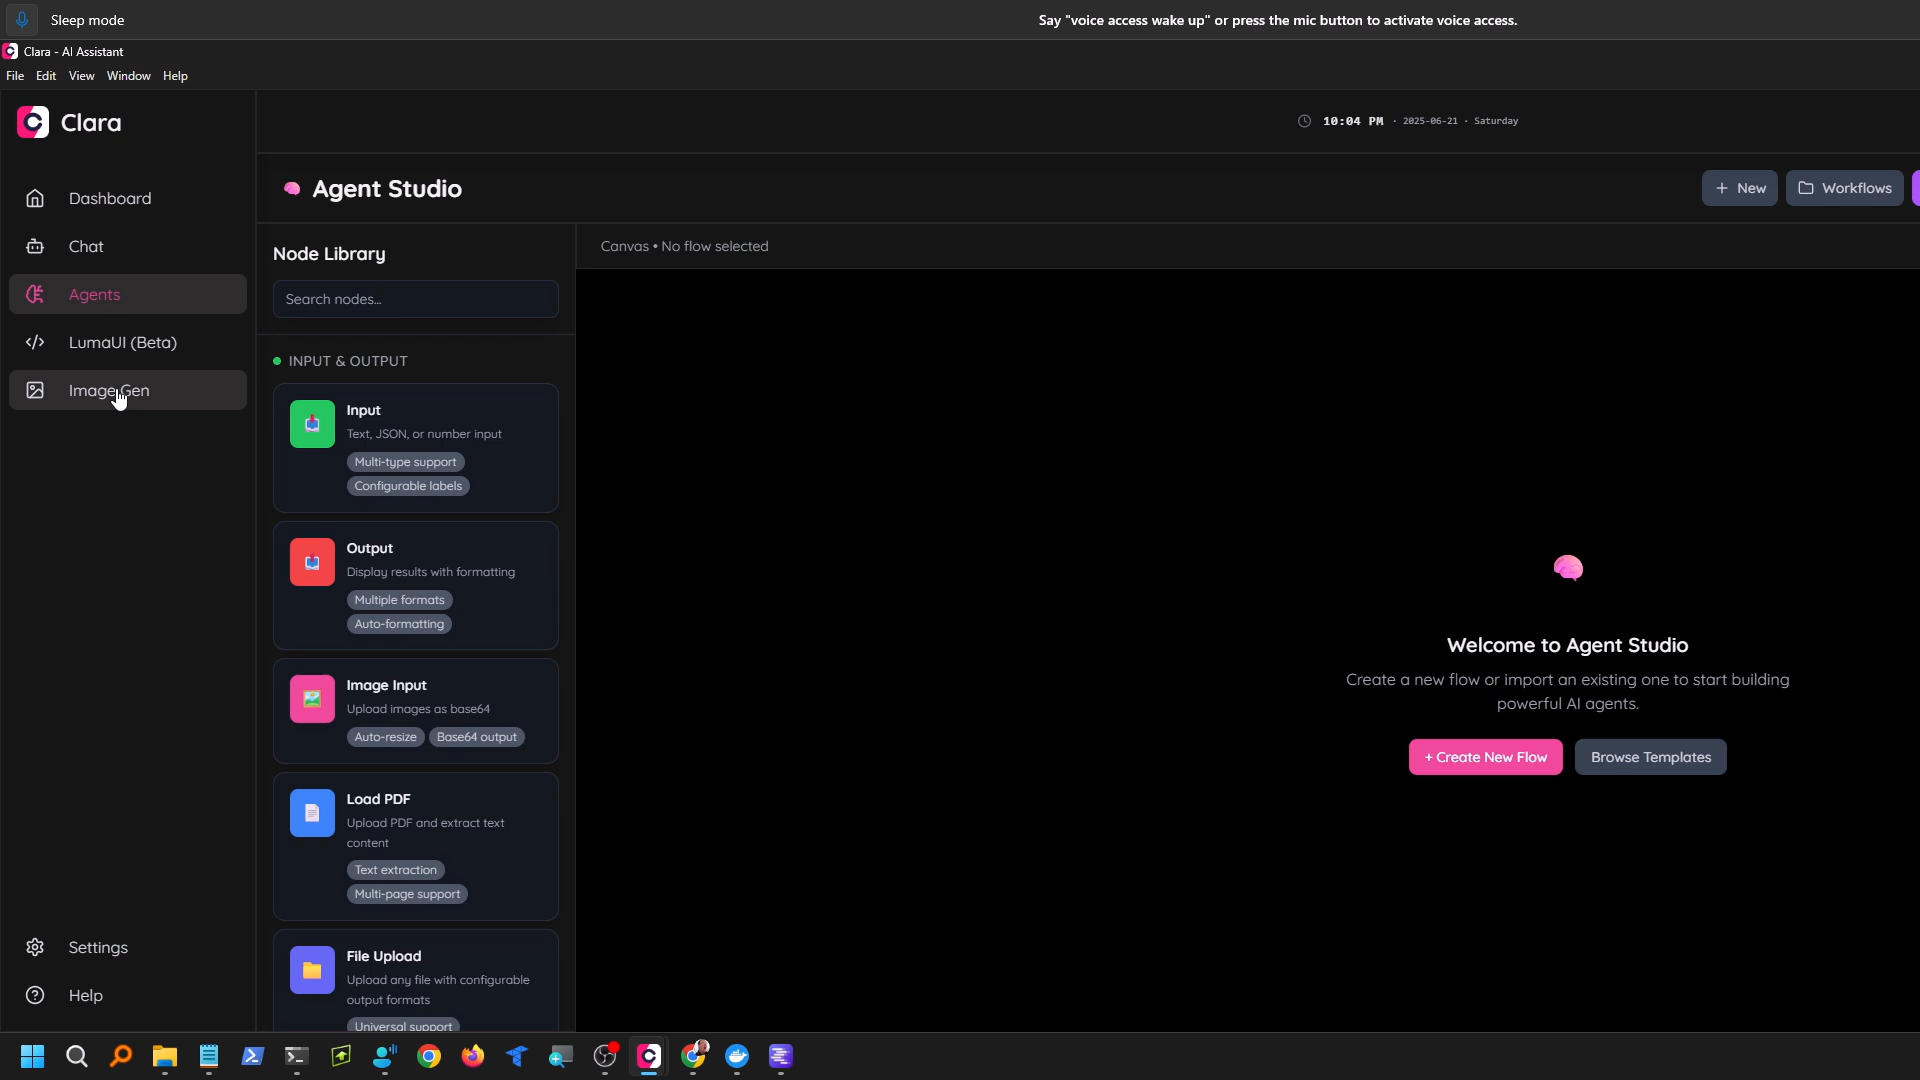 Sleep mode
Say "voice access wake up" or press the mic button to activate voice access.
Clara - AI Assistant
File Edit View Window Help
Clara
10:04 PM · 2025-06-21 · Saturday
Dashboard
Chat
Agents
LumaUI (Beta)
Image Gen
Settings
Help
Agent Studio
+ New
Workflows
Node Library
Search nodes...
INPUT & OUTPUT
Input
Text, JSON, or number input
Multi-type support
Configurable labels
Output
Display results with formatting
Multiple formats
Auto-formatting
Image Input
Upload images as base64
Auto-resize Base64 output
Load PDF
Upload PDF and extract text
content
Text extraction
Multi-page support
File Upload
Upload any file with configurable
output formats
Universal support
Canvas • No flow selected
Welcome to Agent Studio
Create a new flow or import an existing one to start building
powerful AI agents.
+ Create New Flow
Browse Templates